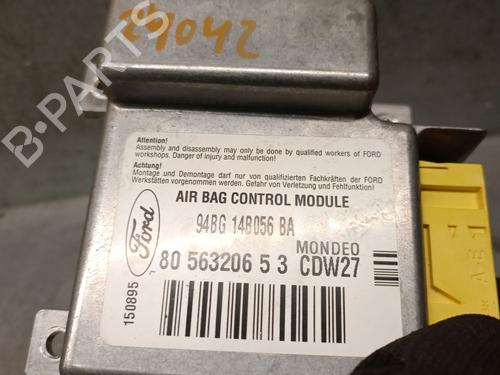 24042
B-PARTS
Attention!
Assembly and disassembly may only be done by qualified workers of FORD
workshops. Danger of injury and malfunction!
Achtung!
Montage und Demontage darf nur von qualifizierten Fachkräften der FORD
Werkstätten vorgenommen werden. Gefahr von Verletzung und Fehlfunktion!
AIR BAG CONTROL MODULE
94BG 14B056 BA
MONDEO
80 563206 5 3 CDW27
Ford
150895